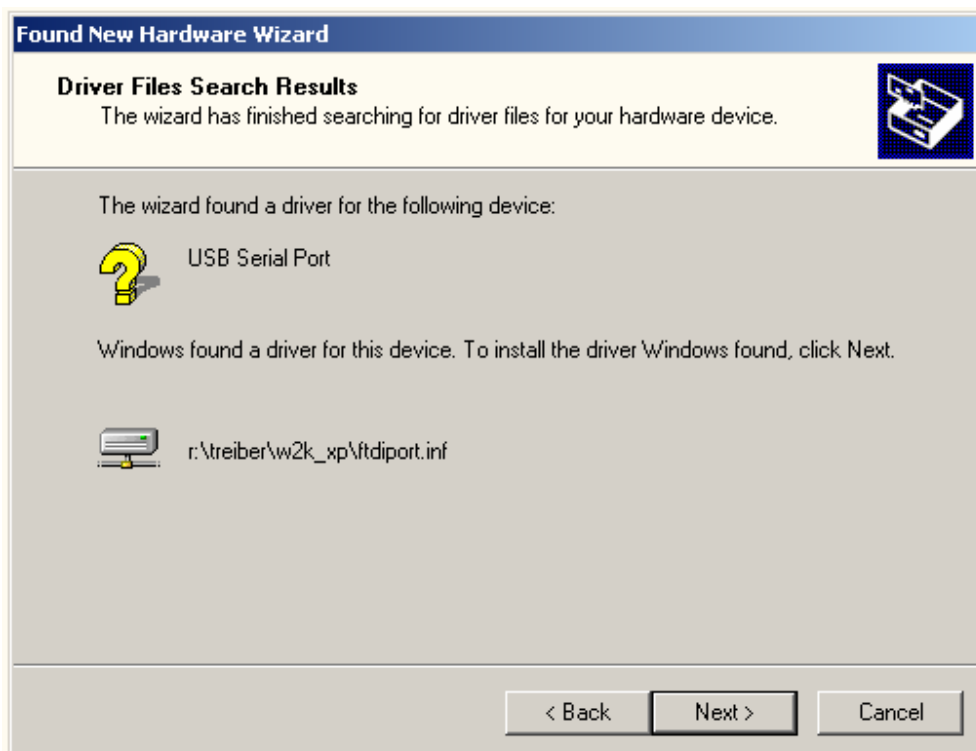 Found New Hardware Wizard
Driver Files Search Results
The wizard has finished searching for driver files for your hardware device.
The wizard found a driver for the following device:
USB Serial Port
Windows found a driver for this device. To install the driver Windows found, click Next.
r:\treiber\w2k_xp\ftdiport.inf
< Back Next > Cancel